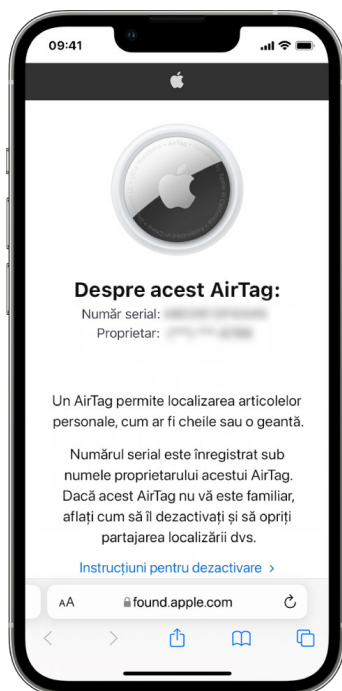 09:41
Despre acest AirTag:
Număr serial:
Proprietar:
Un AirTag permite localizarea articolelor
personale, cum ar fi cheile sau o geantă.
Numărul serial este înregistrat sub
numele proprietarului acestui AirTag.
Dacă acest AirTag nu vă este familiar,
aflați cum să îl dezactivați și să opriți
partajarea localizării dvs.
Instrucțiuni pentru dezactivare >
AA found.apple.com